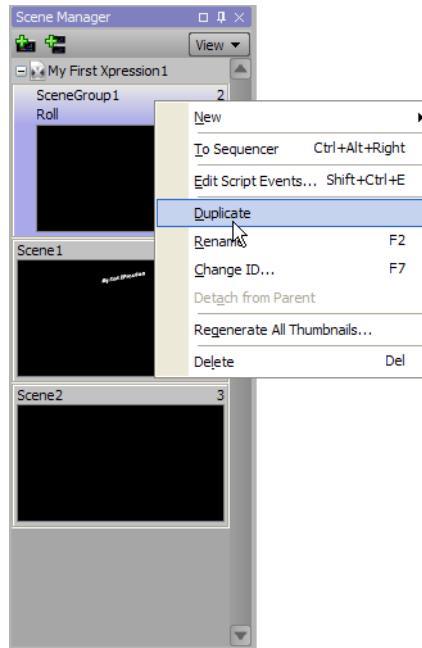 Scene Manager
View
My First Xpression1
SceneGroup1 2
Roll
New
To Sequencer Ctrl+Alt+Right
Edit Script Events... Shift+Ctrl+E
Duplicate
Rename F2
Change ID... F7
Detach from Parent
Regenerate All Thumbnails...
Delete Del
Scene1
Scene2 3